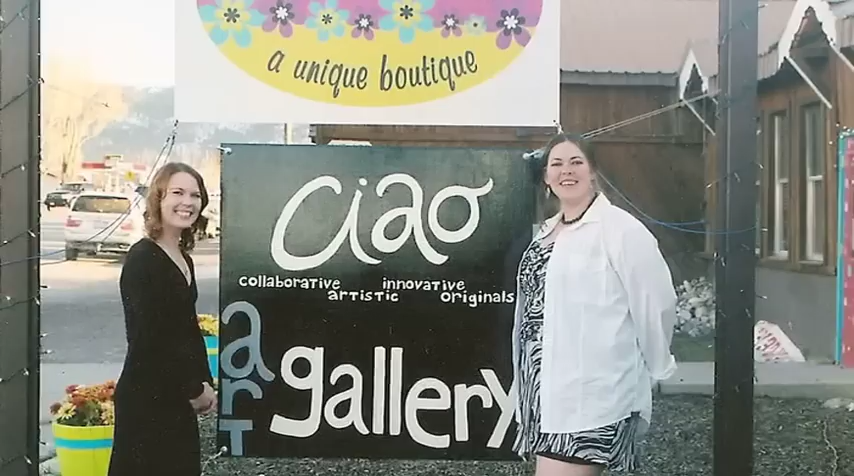 a unique boutique
Ciao
collaborative innovative
artistic originals
art gallery